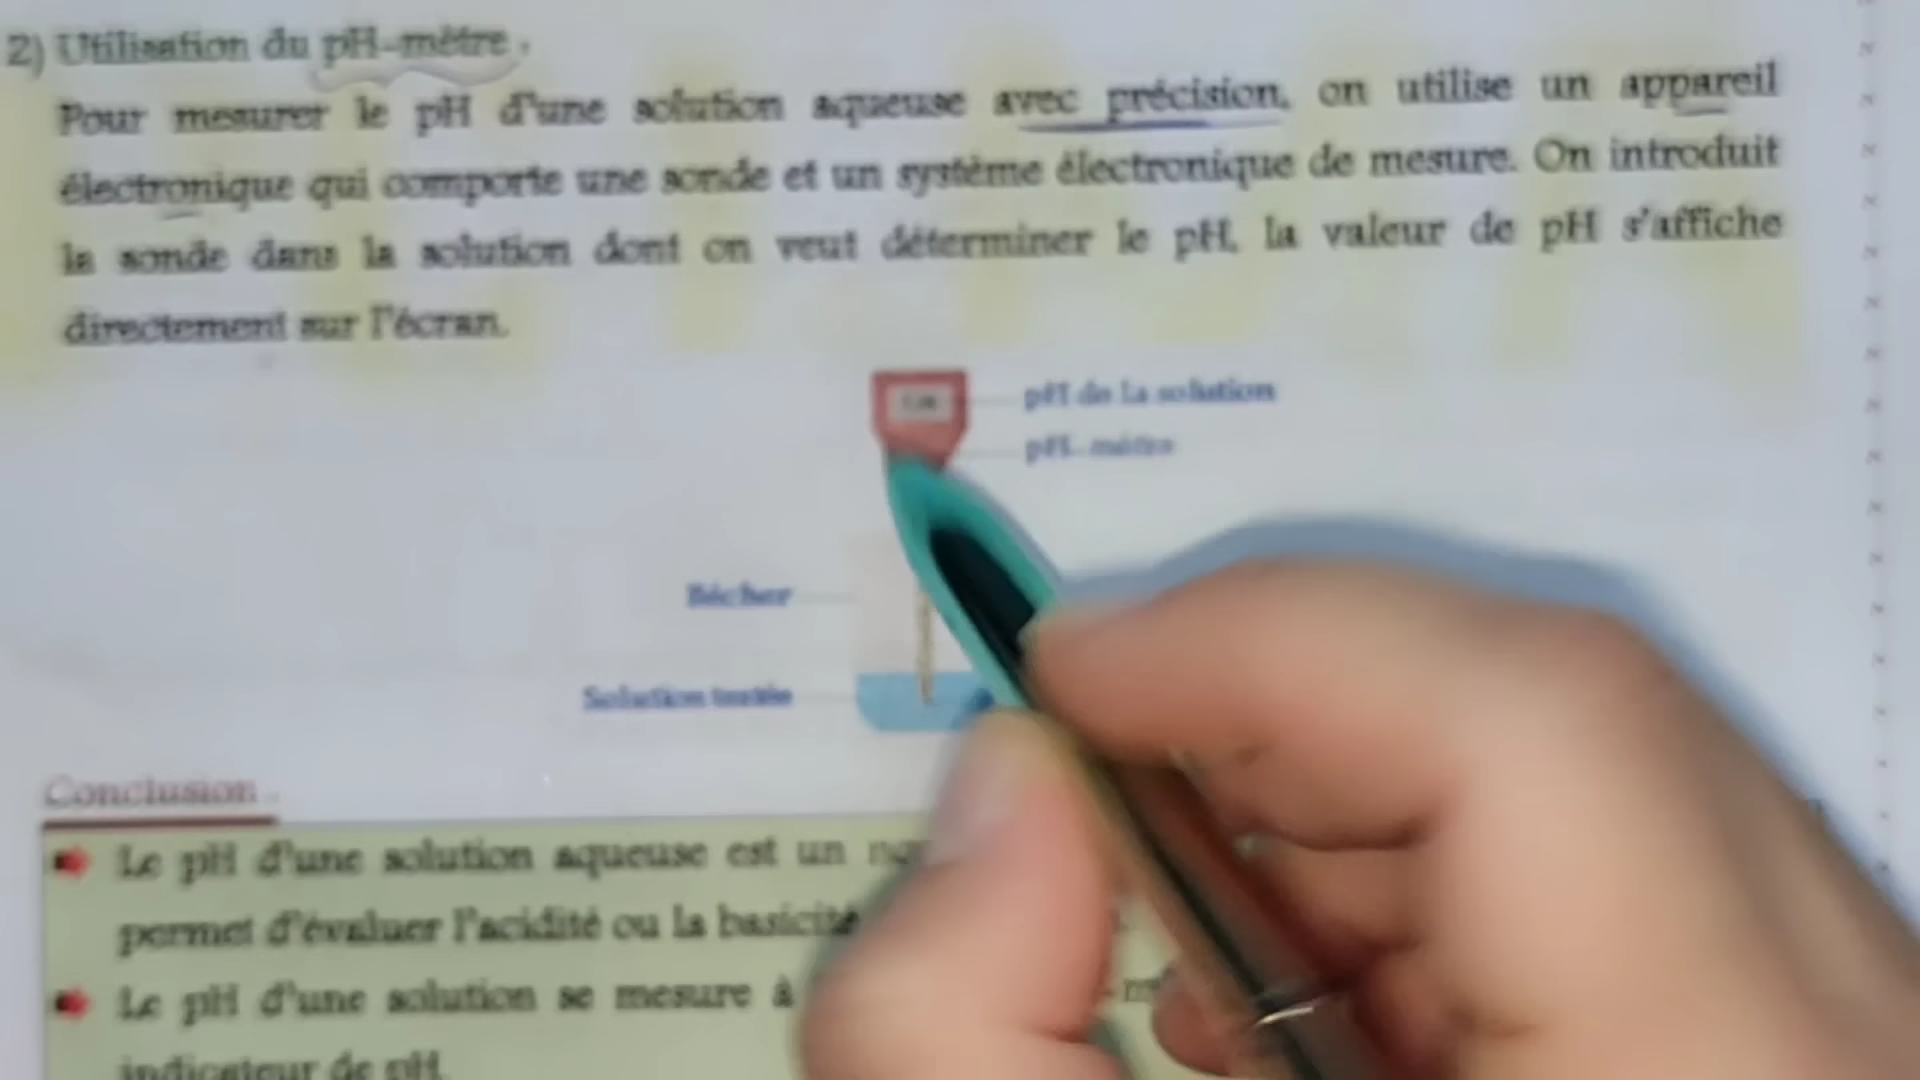 2) Utilisation du pH-mètre.
Pour mesurer le pH d'une solution aqueuse avec précision, on utilise un appareil
électronique qui comporte une sonde et un système électronique de mesure. On introduit
la sonde dans la solution dont on veut déterminer le pH, la valeur de pH s'affiche
directement sur l'écran.
pH de la solution
pH-mètre
Bécher
Solution testée
Conclusion.
Le pH d'une solution aqueuse est un
permet d'évaluer l'acidité ou la basicité
Le pH d'une solution se mesure à
indicateur de pH.